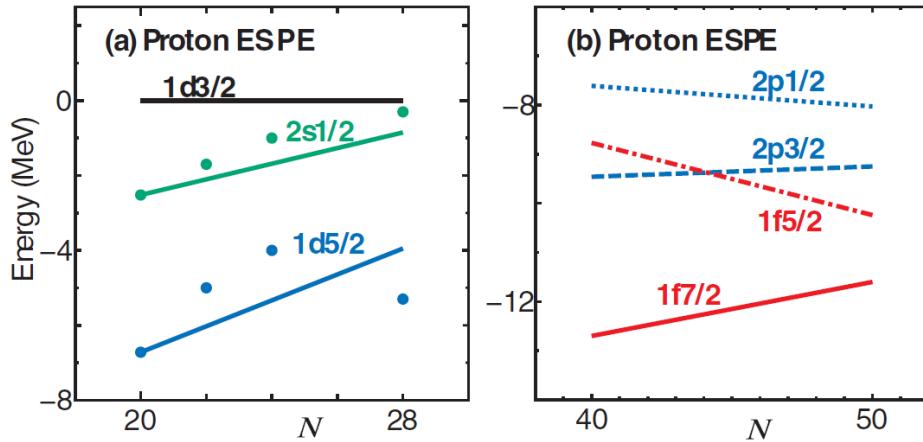 (a) Proton ESPE
1d3/2
2s1/2
1d5/2
Energy (MeV)
0
−4
−8
20
N
28
(b) Proton ESPE
2p1/2
2p3/2
1f5/2
1f7/2
−8
−12
40
N
50